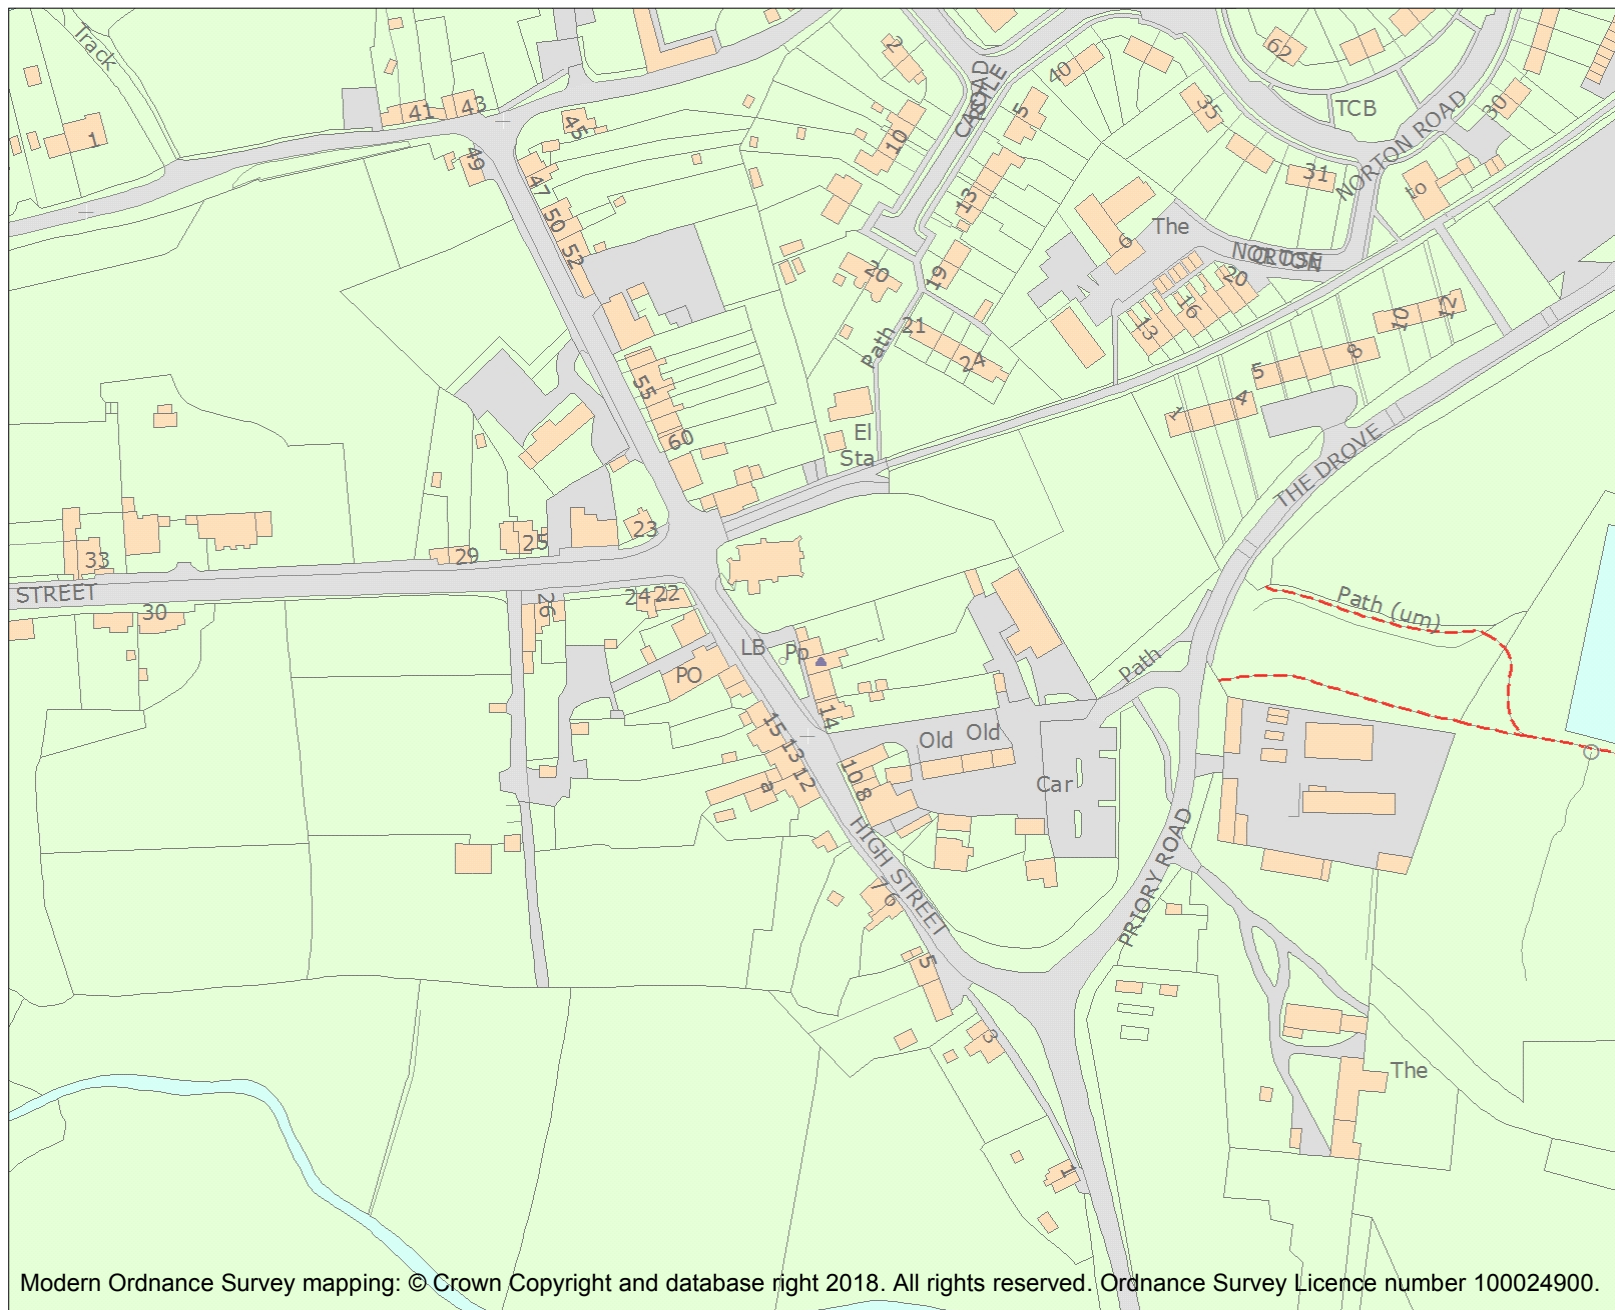 Track
1
41
43
45
49
47
50
52
2
10
CASTLE
ROAD
40
5
13
62
35
TCB
30
NORTON ROAD
31
to
The
6
NORTON
CLOSE
20
16
13
20
19
21
24
Path
10
12
5
8
1
4
THE DROVE
55
60
El
Sta
33
29
25
23
STREET
30
26
24
22
LB
Pp
PO
14
15
13
12
a
10
8
Old
Old
Car
Path
Path (um)
PRIORY ROAD
HIGH STREET
7
6
5
3
1
The
Modern Ordnance Survey mapping: © Crown Copyright and database right 2018. All rights reserved. Ordnance Survey Licence number 100024900.